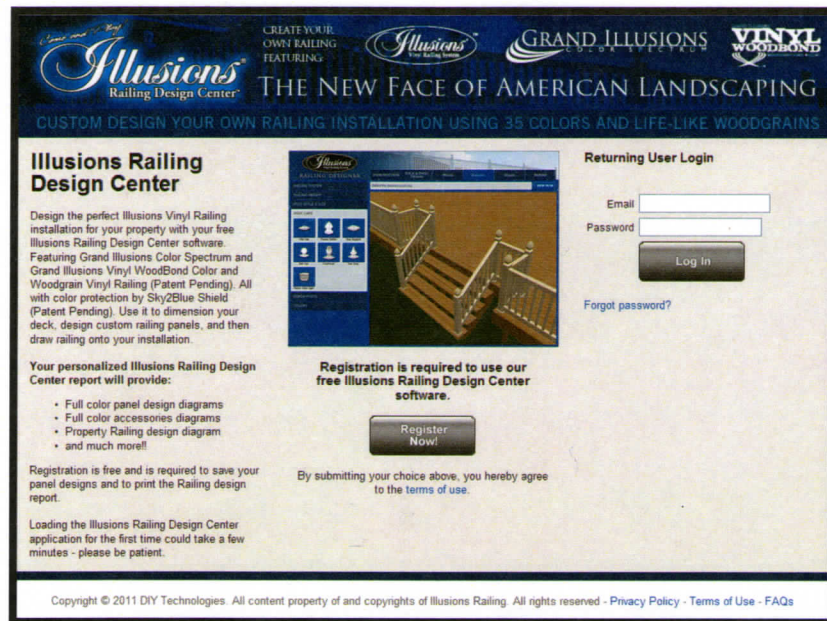 CREATE YOUR
OWN RAILING
FEATURING:
Illusions
Vinyl Railing System
GRAND ILLUSIONS
COLOR SPECTRUM
VINYL
WOODBOND
Illusions®
Railing Design Center
THE NEW FACE OF AMERICAN LANDSCAPING
CUSTOM DESIGN YOUR OWN RAILING INSTALLATION USING 35 COLORS AND LIFE-LIKE WOODGRAINS
Illusions Railing
Design Center
Design the perfect Illusions Vinyl Railing
installation for your property with your free
Illusions Railing Design Center software.
Featuring Grand Illusions Color Spectrum and
Grand Illusions Vinyl WoodBond Color and
Woodgrain Vinyl Railing (Patent Pending). All
with color protection by Sky2Blue Shield
(Patent Pending). Use it to dimension your
deck, design custom railing panels, and then
draw railing onto your installation.
Your personalized Illusions Railing Design
Center report will provide:
• Full color panel design diagrams
• Full color accessories diagrams
• Property Railing design diagram
• and much more!!
Registration is free and is required to save your
panel designs and to print the Railing design
report.
Loading the Illusions Railing Design Center
application for the first time could take a few
minutes - please be patient.
Illusions
RAILING DESIGNER
Registration is required to use our
free Illusions Railing Design Center
software.
Register
Now!
By submitting your choice above, you hereby agree
to the terms of use.
Returning User Login
Email
Password
Log In
Forgot password?
Copyright © 2011 DIY Technologies. All content property of and copyrights of Illusions Railing. All rights reserved - Privacy Policy - Terms of Use - FAQs